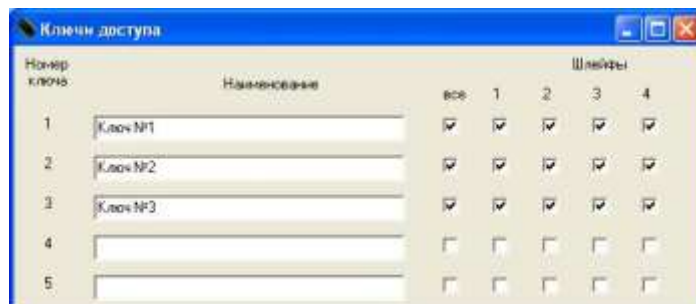 Ключи доступа
Номер ключа Наименование Шлейфы
все 1 2 3 4
1 Ключ №1
2 Ключ №2
3 Ключ №3
4
5